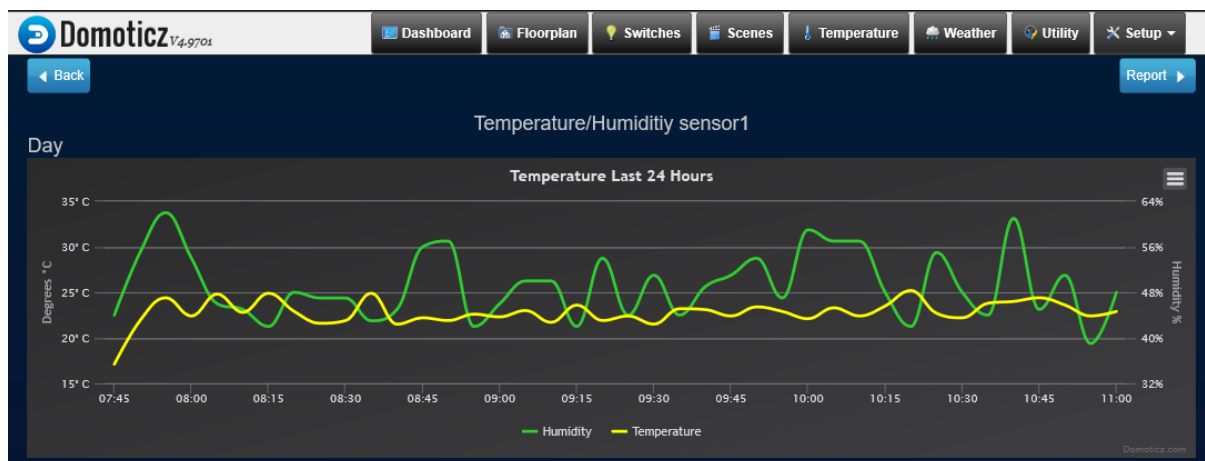 Domoticz V4.9701
Dashboard Floorplan Switches Scenes Temperature Weather Utility Setup
Back Report
Temperature/Humiditiy sensor1
Day
Temperature Last 24 Hours
35° C 64%
30° C 56%
25° C 48%
20° C 40%
15° C 32%
Degrees °C
Humidity %
07:45 08:00 08:15 08:30 08:45 09:00 09:15 09:30 09:45 10:00 10:15 10:30 10:45 11:00
Humidity Temperature
Domoticz.com